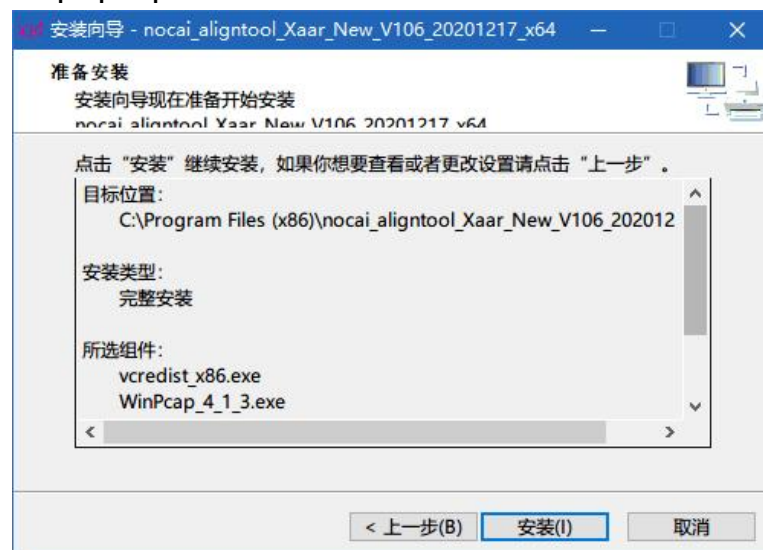 安装向导 - nocai_aligntool_Xaar_New_V106_20201217_x64
准备安装
安装向导现在准备开始安装
nocai_aligntool_Xaar_New_V106_20201217_x64
点击“安装”继续安装，如果你想要查看或者更改设置请点击“上一步”。
目标位置：
C:\Program Files (x86)\nocai_aligntool_Xaar_New_V106_202012
安装类型：
完整安装
所选组件：
vcredist_x86.exe
WinPcap_4_1_3.exe
< 上一步(B)
安装(I)
取消